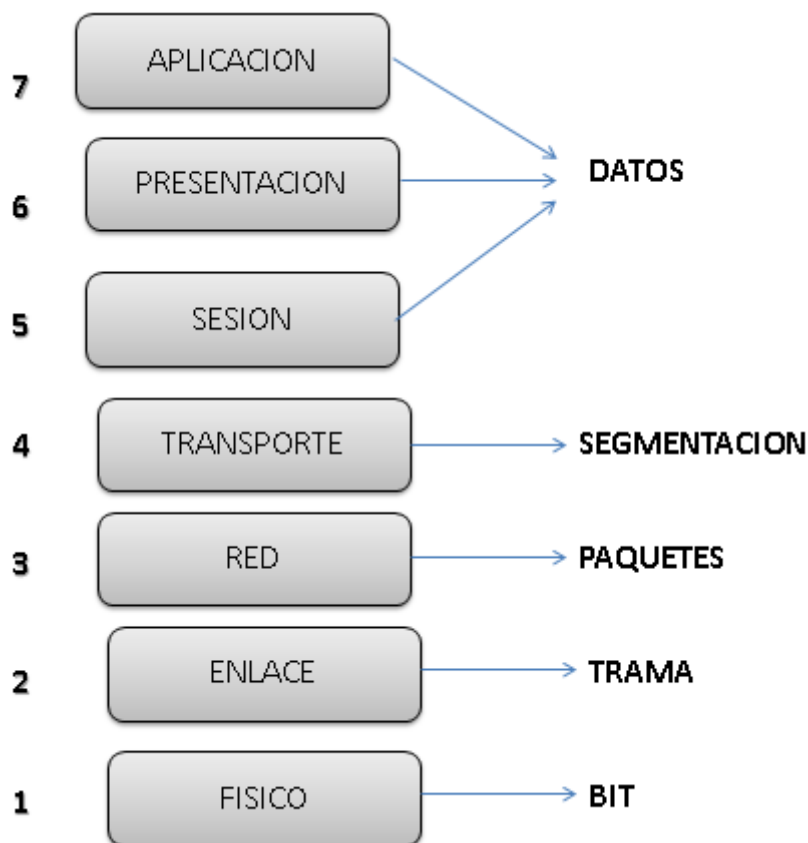 7 APLICACION
6 PRESENTACION DATOS
5 SESION
4 TRANSPORTE SEGMENTACION
3 RED PAQUETES
2 ENLACE TRAMA
1 FISICO BIT